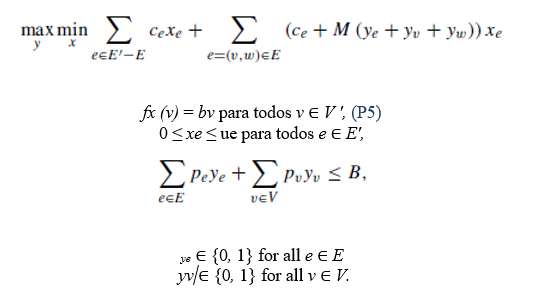 max min ∑ cₑxₑ + ∑ (cₑ + M (yₑ + yᵥ + y_w)) xₑ
y x e∈E′−E e=(v,w)∈E
fx (v) = bv para todos v ∈ V ', (P5)
0 ≤ xe ≤ ue para todos e ∈ E',
∑ pₑyₑ + ∑ pᵥyᵥ ≤ B,
e∈E v∈V
ye ∈ {0, 1} for all e ∈ E
yv/∈ {0, 1} for all v ∈ V.